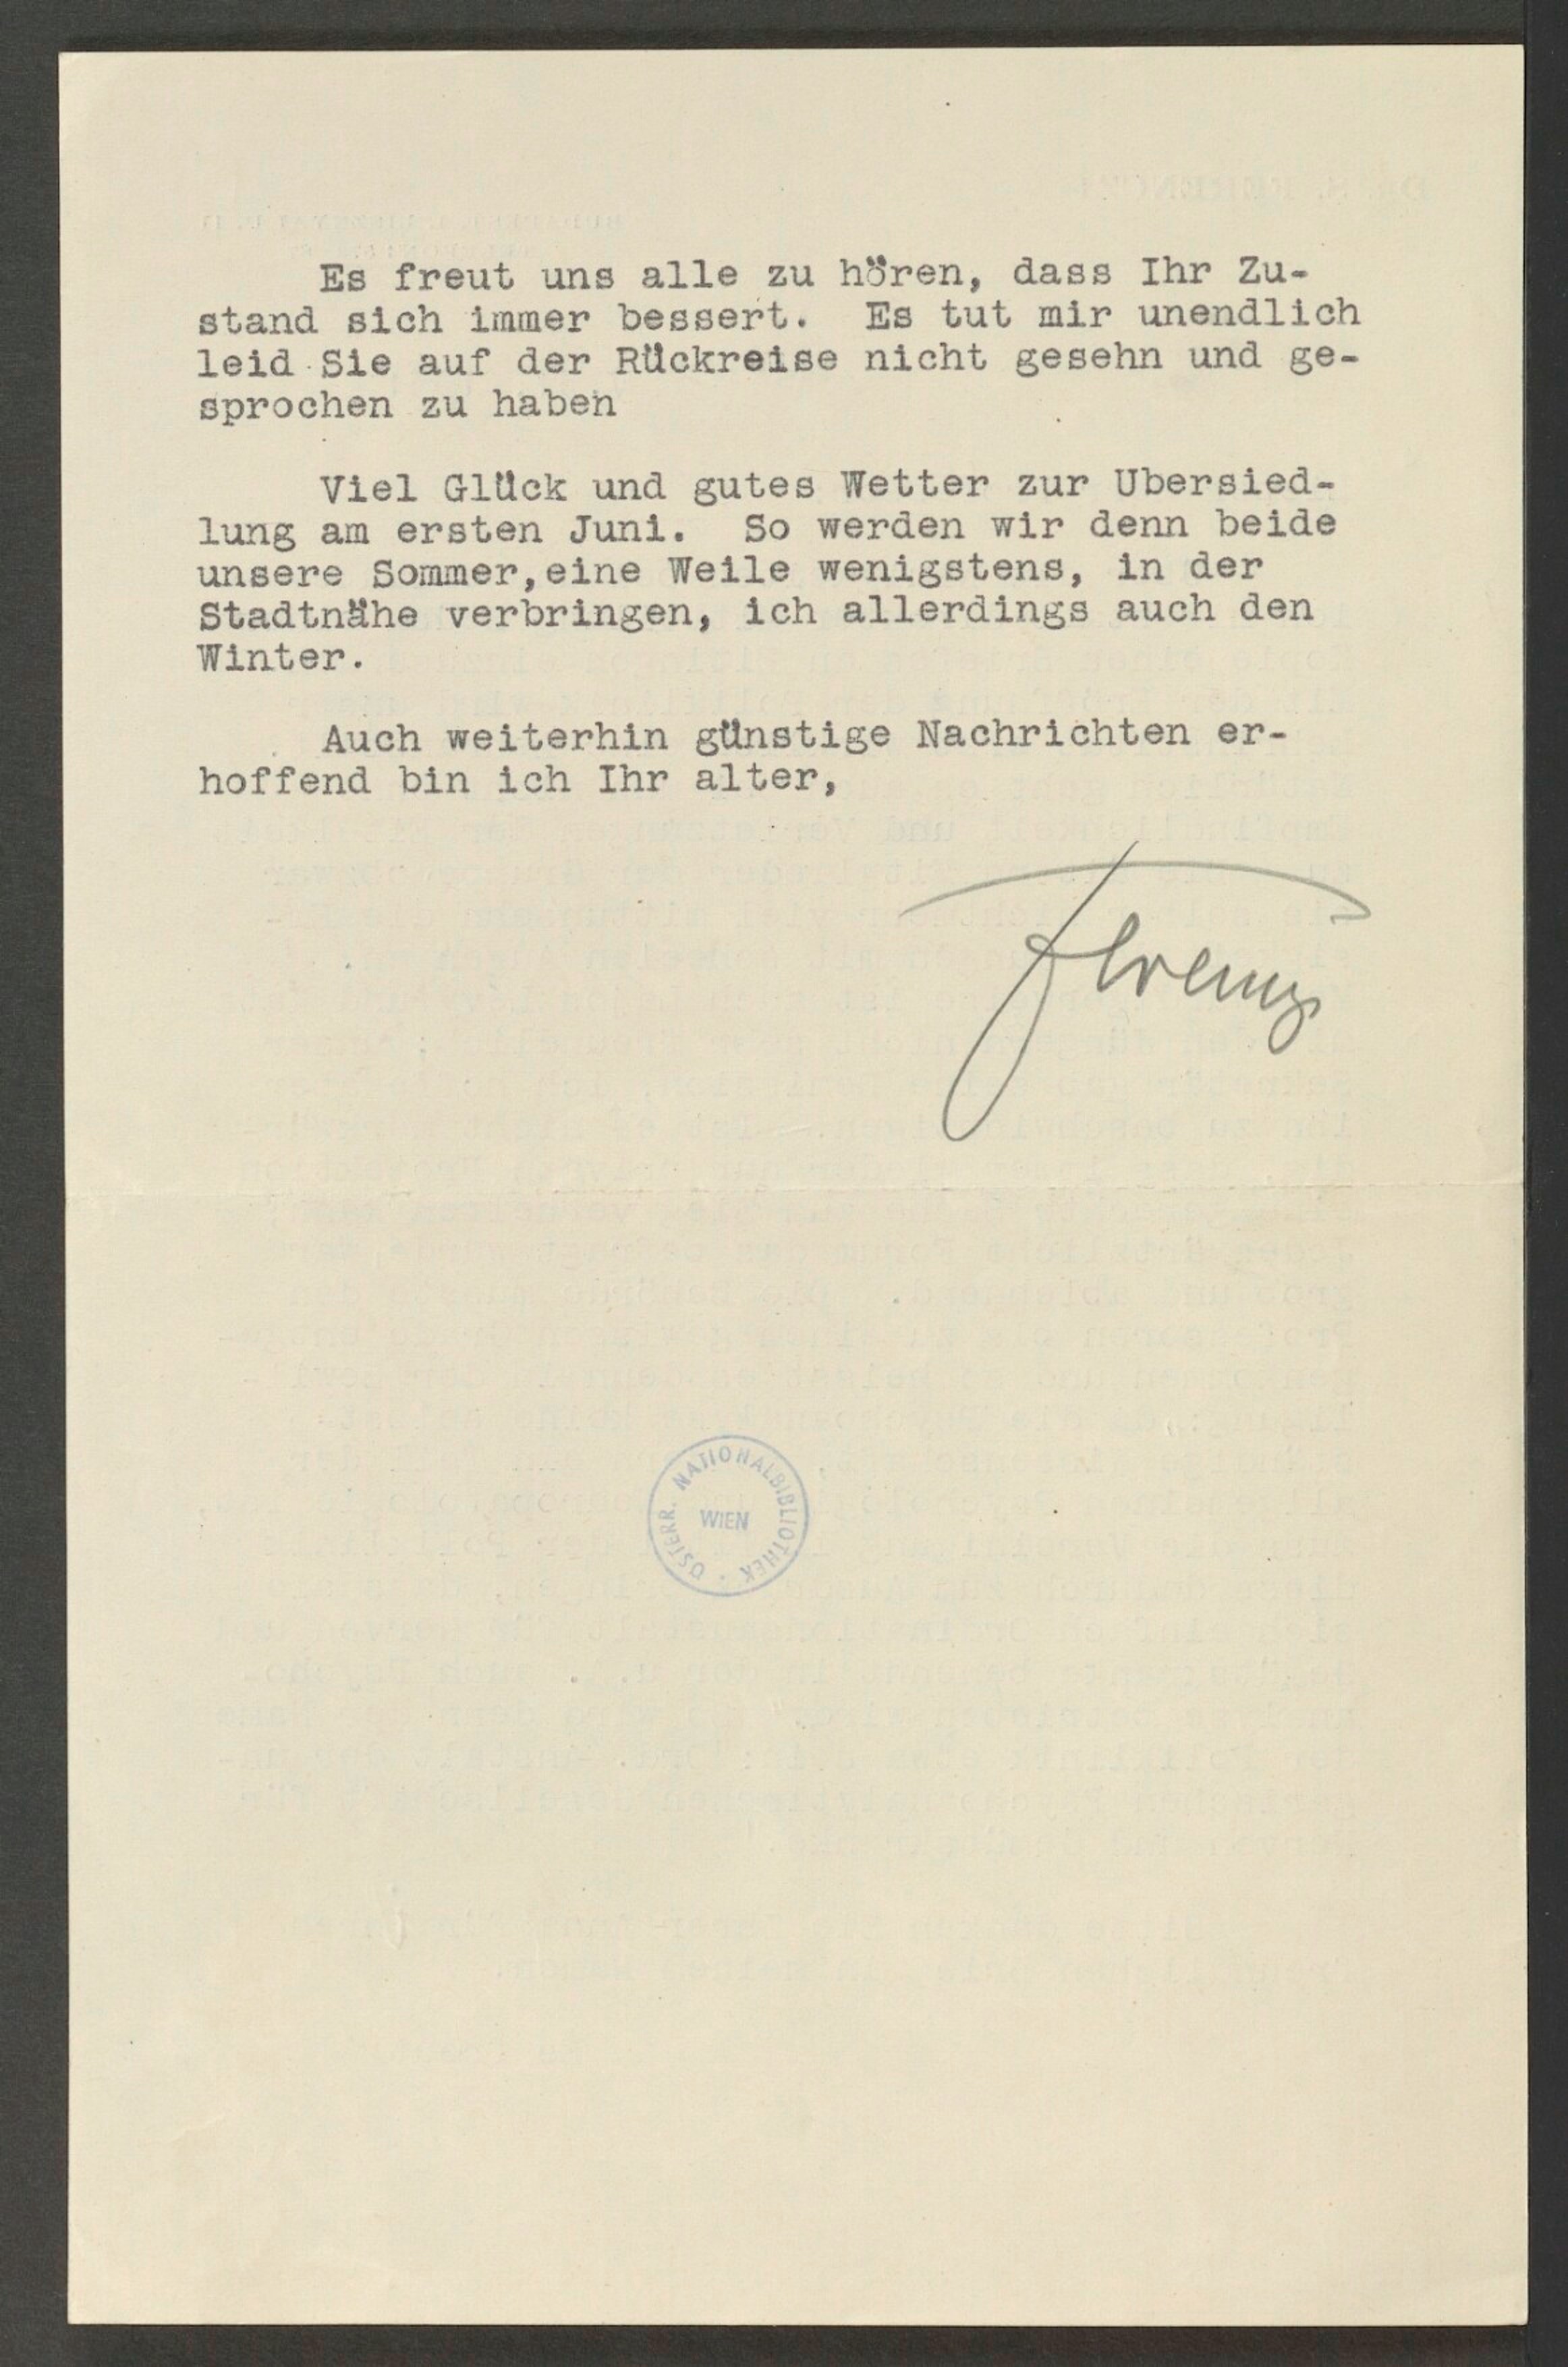 Es freut uns alle zu hören, dass Ihr Zu-
stand sich immer bessert. Es tut mir unendlich
leid Sie auf der Rückreise nicht gesehn und ge-
sprochen zu haben
Viel Glück und gutes Wetter zur Ubersied-
lung am ersten Juni. So werden wir denn beide
unsere Sommer,eine Weile wenigstens, in der
Stadtnähe verbringen, ich allerdings auch den
Winter.
Auch weiterhin günstige Nachrichten er-
hoffend bin ich Ihr alter,
Ferenczi
ÖSTERR. NATIONALBIBLIOTHEK
WIEN